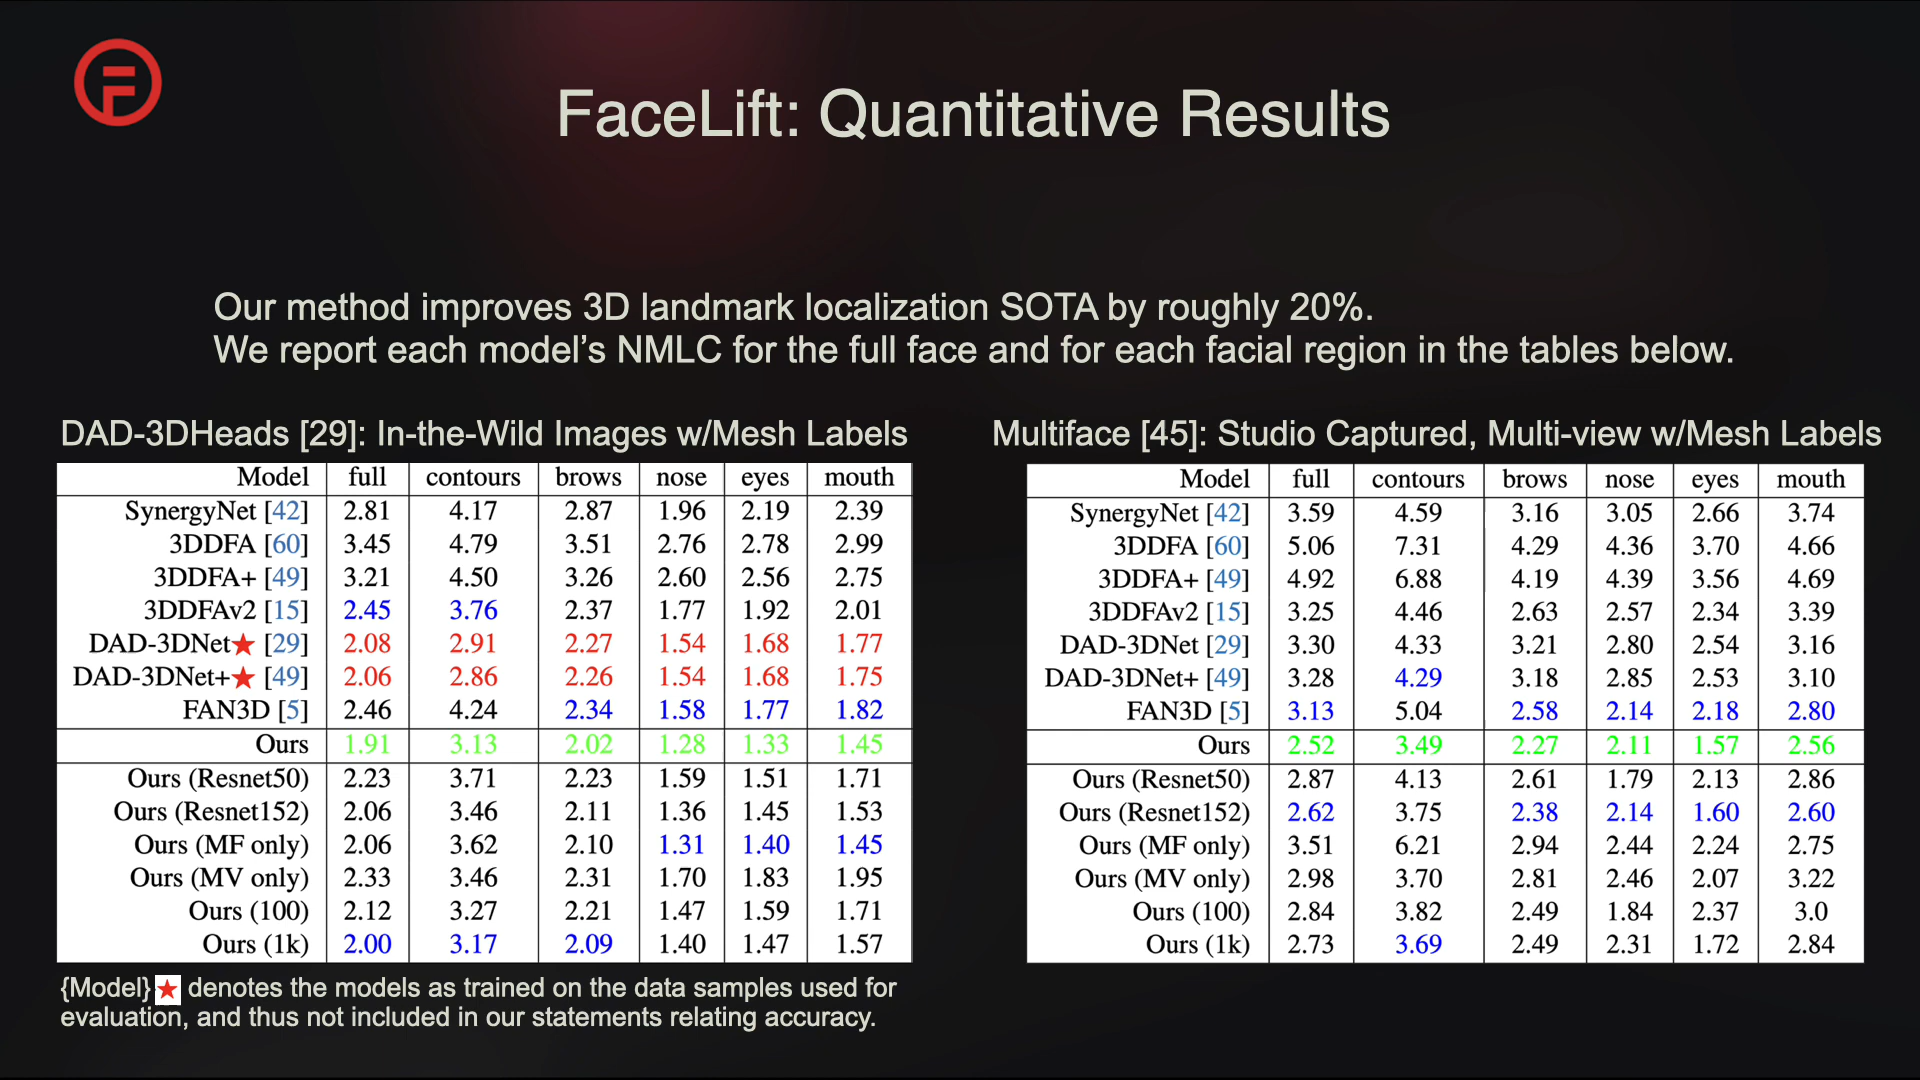 F
FaceLift: Quantitative Results
Our method improves 3D landmark localization SOTA by roughly 20%.
We report each model's NMLC for the full face and for each facial region in the tables below.
DAD-3DHeads [29]: In-the-Wild Images w/Mesh Labels
Model full contours brows nose eyes mouth
SynergyNet [42] 2.81 4.17 2.87 1.96 2.19 2.39
3DDFA [60] 3.45 4.79 3.51 2.76 2.78 2.99
3DDFA+ [49] 3.21 4.50 3.26 2.60 2.56 2.75
3DDFAv2 [15] 2.45 3.76 2.37 1.77 1.92 2.01
DAD-3DNet★ [29] 2.08 2.91 2.27 1.54 1.68 1.77
DAD-3DNet+★ [49] 2.06 2.86 2.26 1.54 1.68 1.75
FAN3D [5] 2.46 4.24 2.34 1.58 1.77 1.82
Ours 1.91 3.13 2.02 1.28 1.33 1.45
Ours (Resnet50) 2.23 3.71 2.23 1.59 1.51 1.71
Ours (Resnet152) 2.06 3.46 2.11 1.36 1.45 1.53
Ours (MF only) 2.06 3.62 2.10 1.31 1.40 1.45
Ours (MV only) 2.33 3.46 2.31 1.70 1.83 1.95
Ours (100) 2.12 3.27 2.21 1.47 1.59 1.71
Ours (1k) 2.00 3.17 2.09 1.40 1.47 1.57
{Model}★ denotes the models as trained on the data samples used for
evaluation, and thus not included in our statements relating accuracy.
Multiface [45]: Studio Captured, Multi-view w/Mesh Labels
Model full contours brows nose eyes mouth
SynergyNet [42] 3.59 4.59 3.16 3.05 2.66 3.74
3DDFA [60] 5.06 7.31 4.29 4.36 3.70 4.66
3DDFA+ [49] 4.92 6.88 4.19 4.39 3.56 4.69
3DDFAv2 [15] 3.25 4.46 2.63 2.57 2.34 3.39
DAD-3DNet [29] 3.30 4.33 3.21 2.80 2.54 3.16
DAD-3DNet+ [49] 3.28 4.29 3.18 2.85 2.53 3.10
FAN3D [5] 3.13 5.04 2.58 2.14 2.18 2.80
Ours 2.52 3.49 2.27 2.11 1.57 2.56
Ours (Resnet50) 2.87 4.13 2.61 1.79 2.13 2.86
Ours (Resnet152) 2.62 3.75 2.38 2.14 1.60 2.60
Ours (MF only) 3.51 6.21 2.94 2.44 2.24 2.75
Ours (MV only) 2.98 3.70 2.81 2.46 2.07 3.22
Ours (100) 2.84 3.82 2.49 1.84 2.37 3.0
Ours (1k) 2.73 3.69 2.49 2.31 1.72 2.84